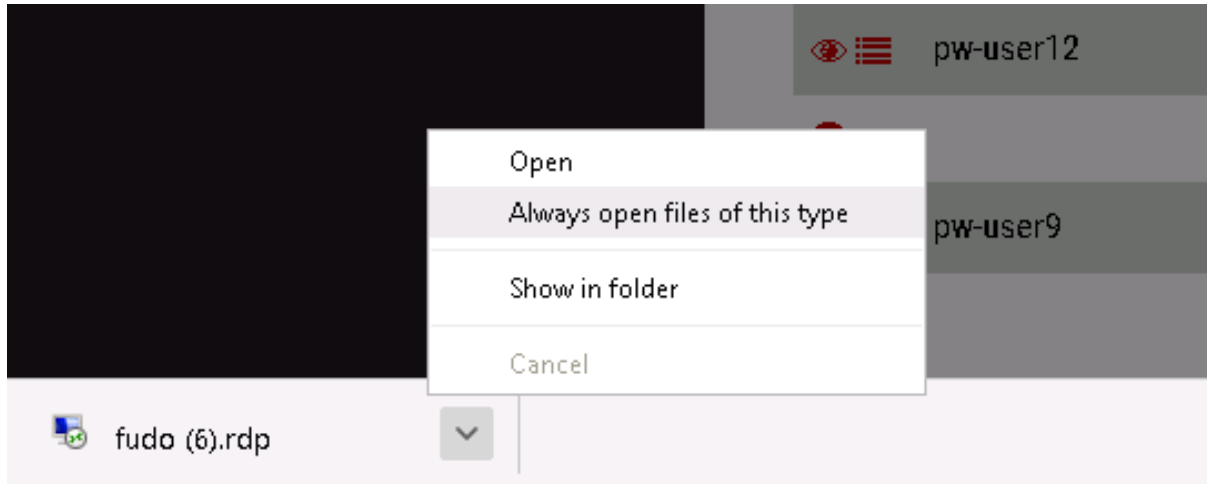 pw-user12
Open
Always open files of this type
pw-user9
Show in folder
Cancel
fudo (6).rdp